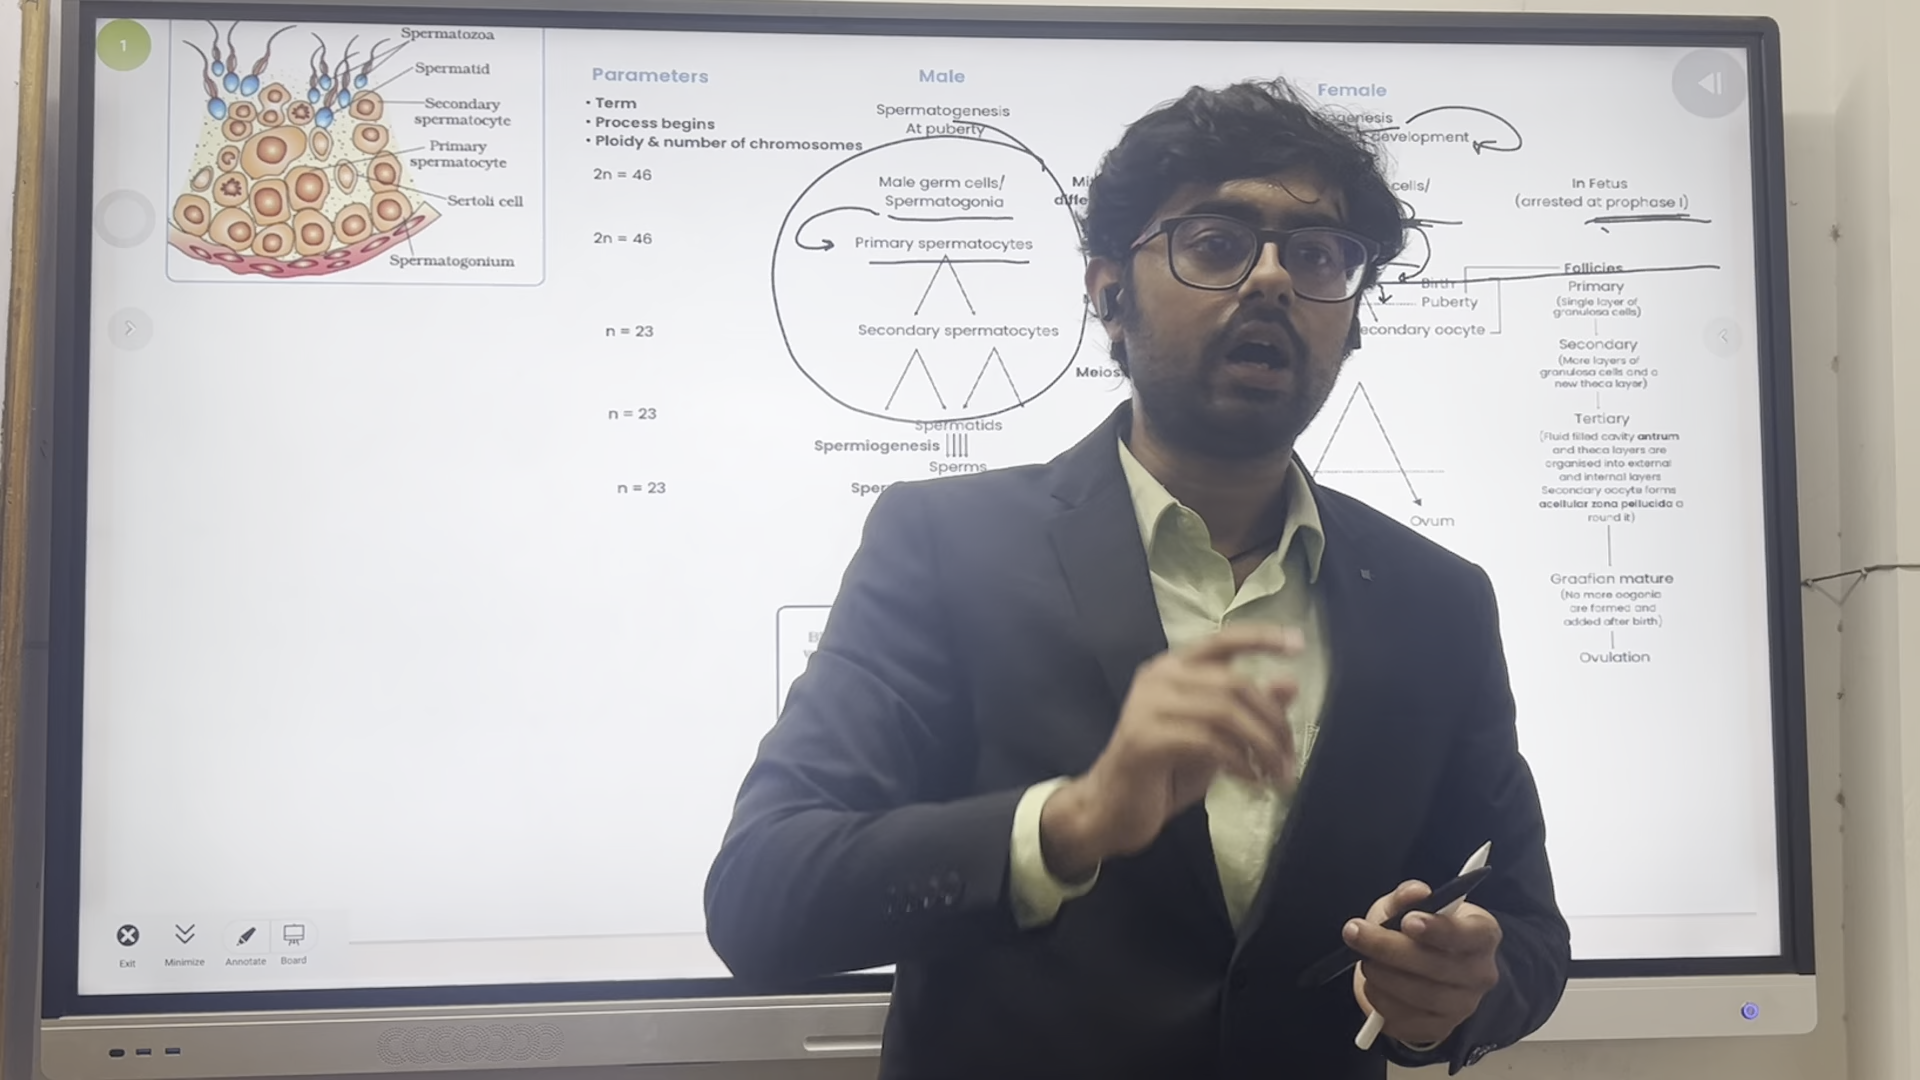 1
Spermatozoa
Spermatid
Secondary
spermatocyte
Primary
spermatocyte
Sertoli cell
Spermatogonium
Parameters
• Term
• Process begins
• Ploidy & number of chromosomes
2n = 46
2n = 46
n = 23
n = 23
n = 23
Male
Spermatogenesis
At puberty
Male germ cells/
Spermatogonia
Primary spermatocytes
Secondary spermatocytes
Spermatids
Spermiogenesis
Sperms
Female
development
cells/
Birth
Puberty
Ovum
In Fetus
(arrested at prophase I)
Follicles
Primary
(Single layer of
granulosa cells)
Secondary
(More layers of
granulosa cells and a
new theca layer)
Tertiary
(Fluid filled cavity antrum
and theca layers are
organised into external
and internal layers
Secondary oocyte forms
acellular zona pellucida a
round it)
Graafian mature
(No more oogonia
are formed and
added after birth)
Ovulation
Exit
Minimize
Annotate
Board